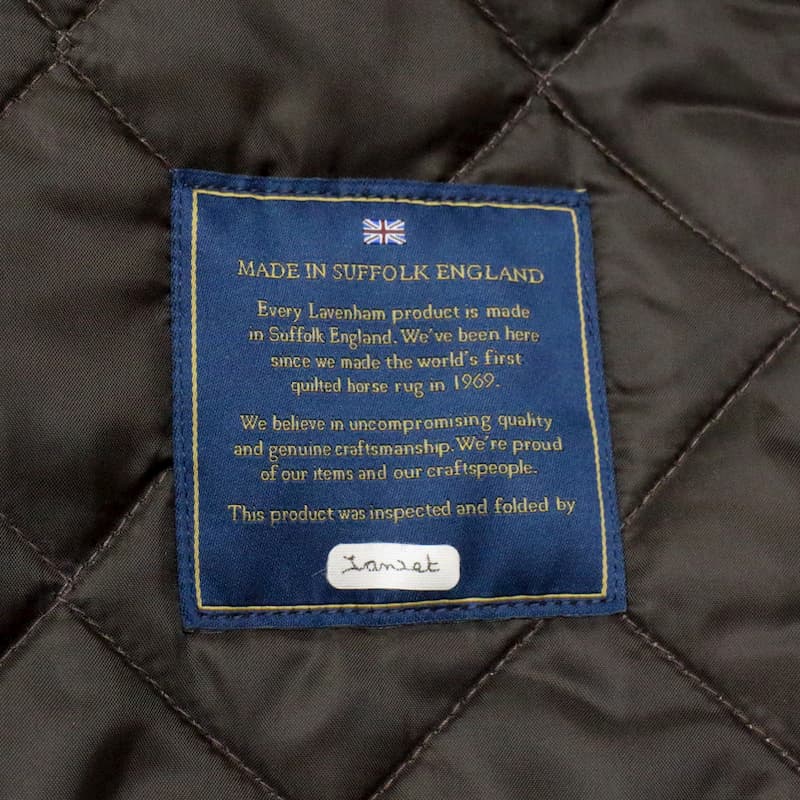 MADE IN SUFFOLK ENGLAND
Every Lavenham product is made
in Suffolk England. We've been here
since we made the world's first
quilted horse rug in 1969.
We believe in uncompromising quality
and genuine craftsmanship. We're proud
of our items and our craftspeople.
This product was inspected and folded by